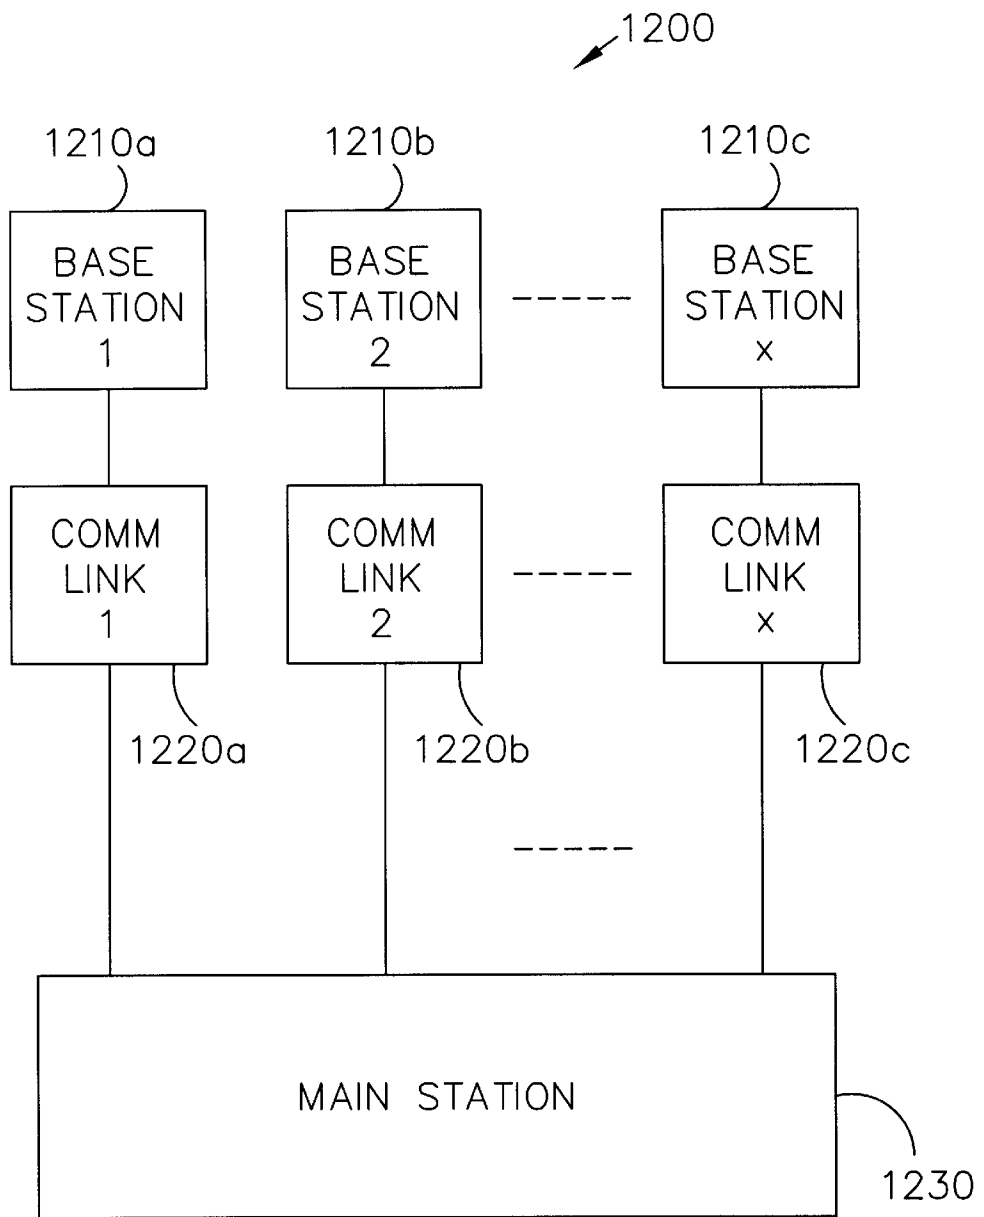 1200
1210a
1210b
1210c
BASE
STATION
1
BASE
STATION
2
BASE
STATION
x
COMM
LINK
1
COMM
LINK
2
COMM
LINK
x
1220a
1220b
1220c
MAIN STATION
1230